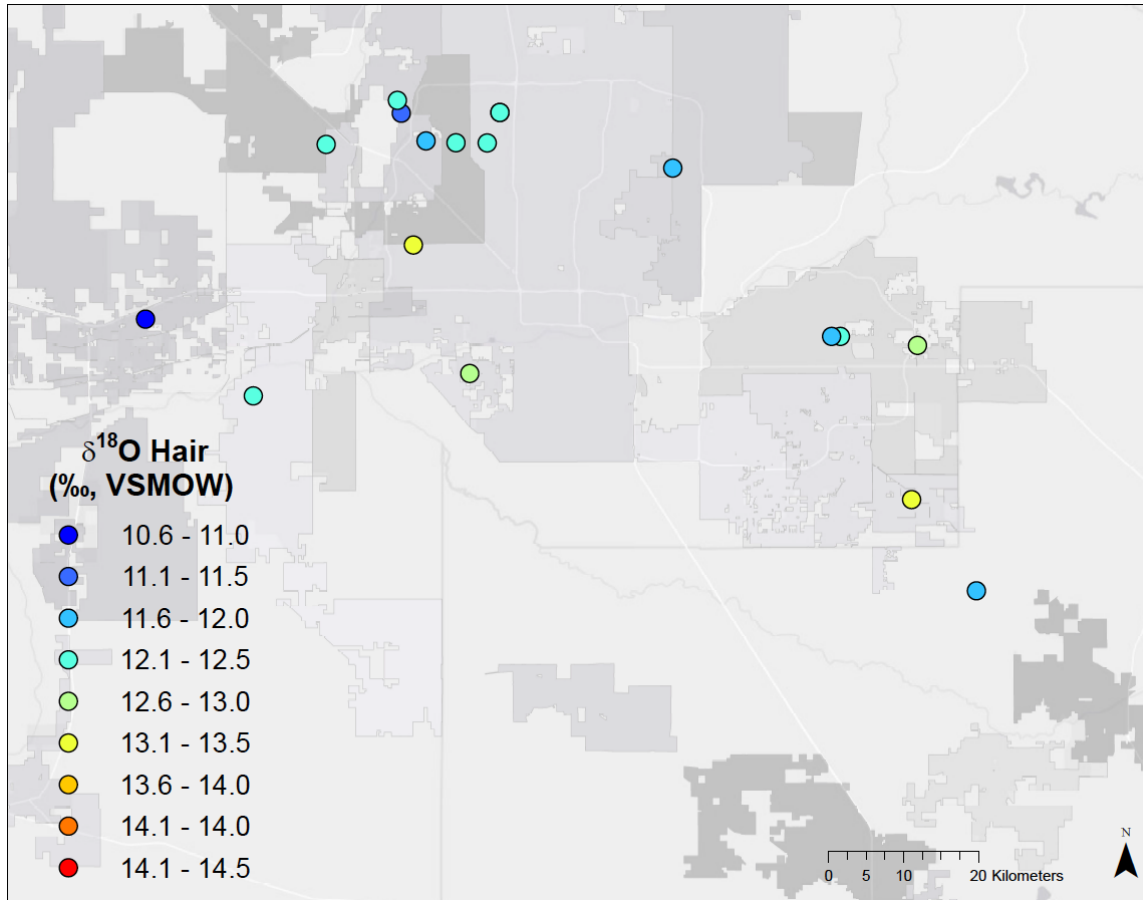 δ18O Hair
(‰, VSMOW)
10.6 - 11.0
11.1 - 11.5
11.6 - 12.0
12.1 - 12.5
12.6 - 13.0
13.1 - 13.5
13.6 - 14.0
14.1 - 14.0
14.1 - 14.5
N
0 5 10 20 Kilometers